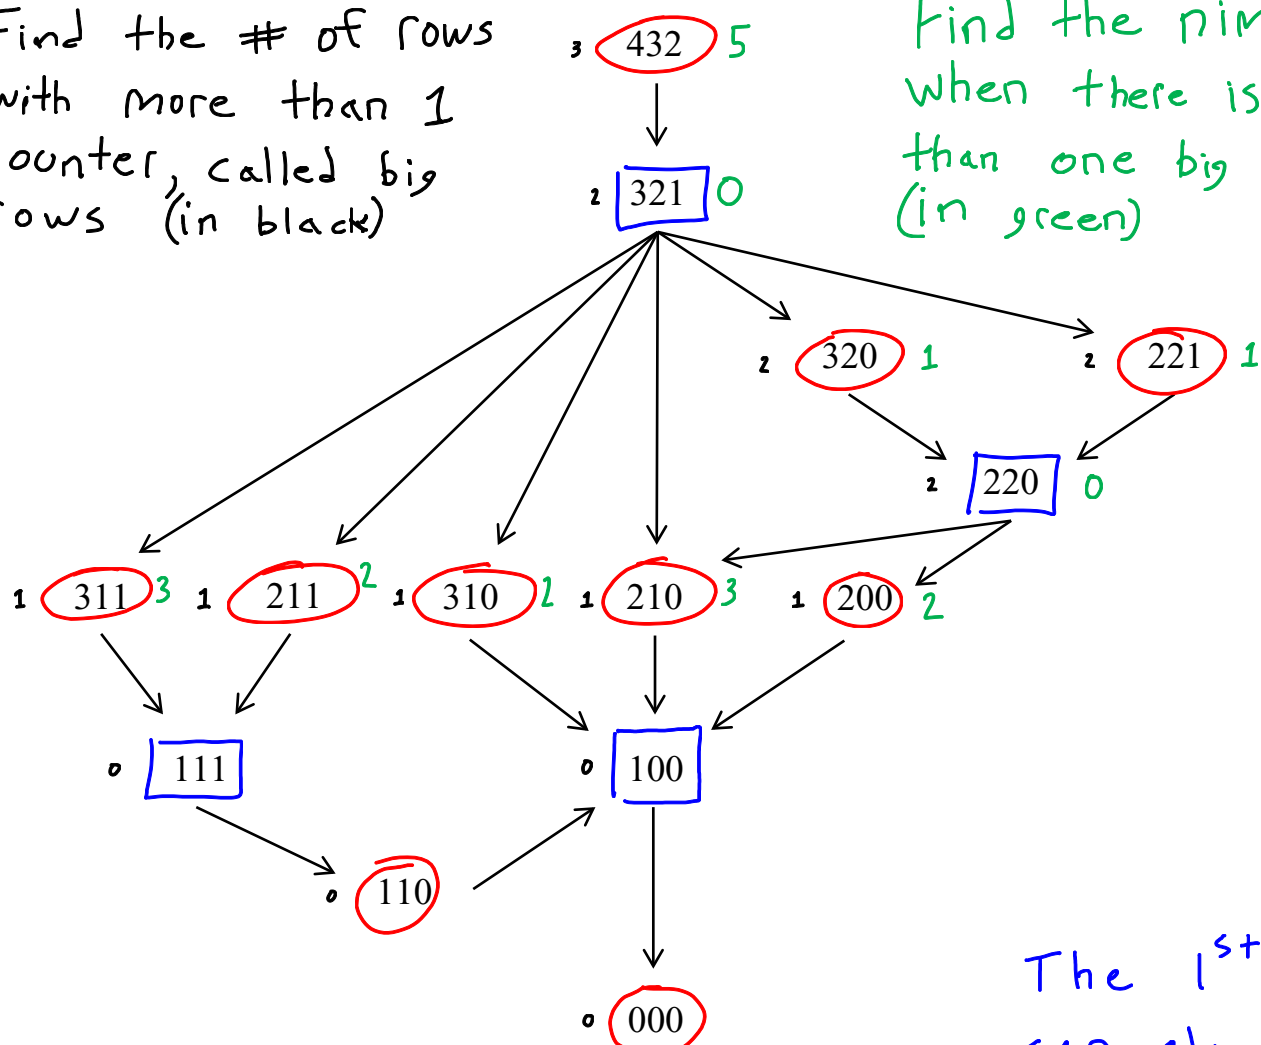 Find the # of rows
with more than 1
ounter, called big
rows (in black)
Find the nim
when there is
than one big
(in green)
3 432 5
2 321 0
2 320 1
2 221 1
2 220 0
1 311 3
1 211 2
1 310 2
1 210 3
1 200 2
0 111
0 100
0 110
0 000
The 1st